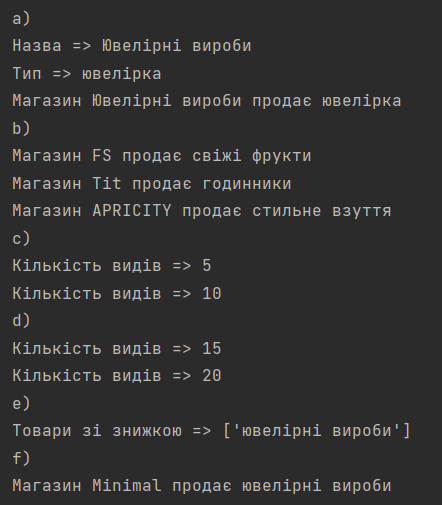 a)
Назва => Ювелірні вироби
Тип => ювелірка
Магазин Ювелірні вироби продає ювелірка
b)
Магазин FS продає свіжі фрукти
Магазин Tit продає годинники
Магазин APRICITY продає стильне взуття
c)
Кількість видів => 5
Кількість видів => 10
d)
Кількість видів => 15
Кількість видів => 20
e)
Товари зі знижкою => ['ювелірні вироби']
f)
Магазин Minimal продає ювелірні вироби